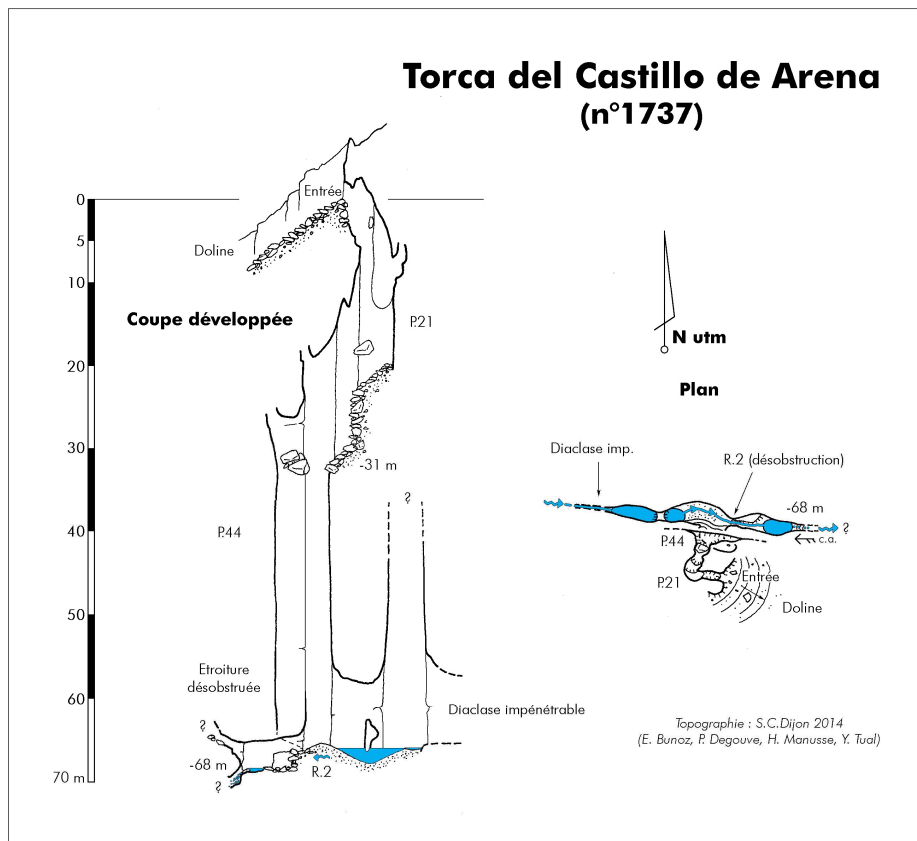 Torca del Castillo de Arena
(n°1737)
0
5
10
20
30
40
50
60
70 m
Entrée
Doline
Coupe développée
P.21
-31 m
?
P.44
Etroiture
désobstruée
Diaclase impénétrable
?
-68 m
R.2
?
N utm
Plan
Diaclase imp.
R.2 (désobstruction)
-68 m
?
c.a.
P.44
P.21
Entrée
Doline
Topographie : S.C.Dijon 2014
(E. Bunoz, P. Degouve, H. Manusse, Y. Tual)